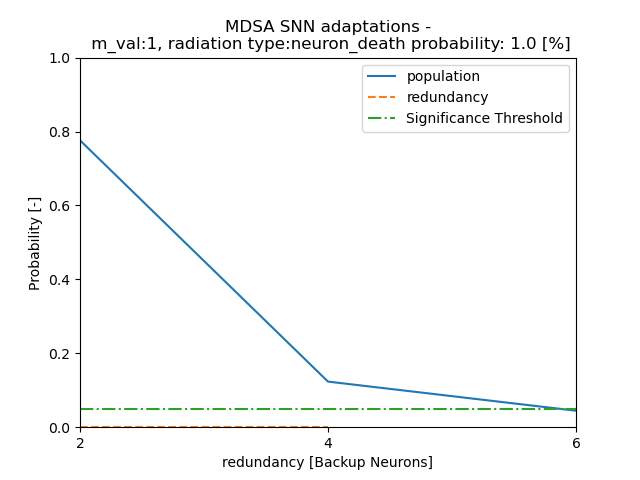 MDSA SNN adaptations -
m_val:1, radiation type:neuron_death probability: 1.0 [%]
population
redundancy
Significance Threshold
Probability [-]
1.0
0.8
0.6
0.4
0.2
0.0
2
4
6
redundancy [Backup Neurons]